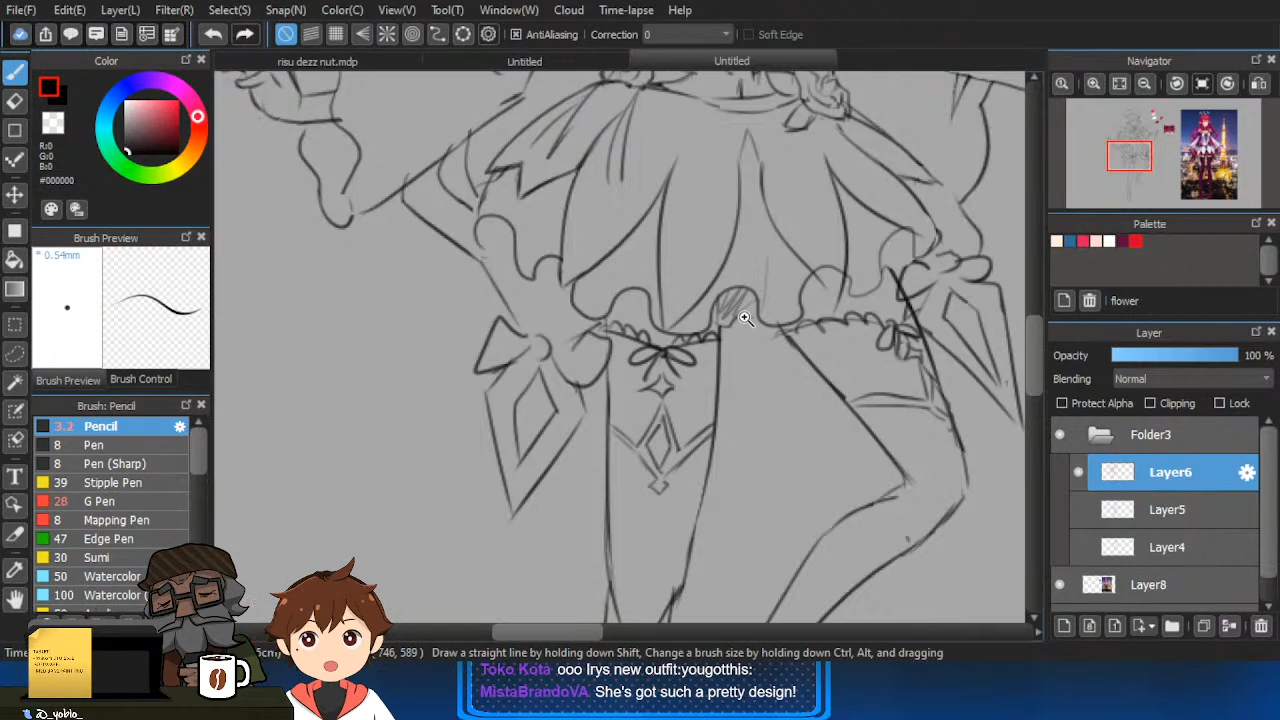 File(F) Edit(E) Layer(L) Filter(R) Select(S) Snap(N) Color(C) View(V) Tool(T) Window(W) Cloud Time-lapse Help
AntiAliasing Correction 0 Soft Edge
Color
risu dezz nut.mdp Untitled Untitled
Navigator
R:0
G:0
B:0
#000000
Palette
Brush Preview
* 0.54mm
flower
Layer
Opacity 100 %
Blending Normal
Brush Preview Brush Control
Protect Alpha Clipping Lock
Brush: Pencil
3.2 Pencil
8 Pen
8 Pen (Sharp)
39 Stipple Pen
28 G Pen
8 Mapping Pen
47 Edge Pen
30 Sumi
50 Watercolor
100 Watercolor
Folder3
Layer6
Layer5
Layer4
Layer8
5cm) (746, 589) Draw a straight line by holding down Shift, Change a brush size by holding down Ctrl, Alt, and dragging
Toko Kota ooo Irys new outfit:yougotthis:
MistaBrandoVA She's got such a pretty design!